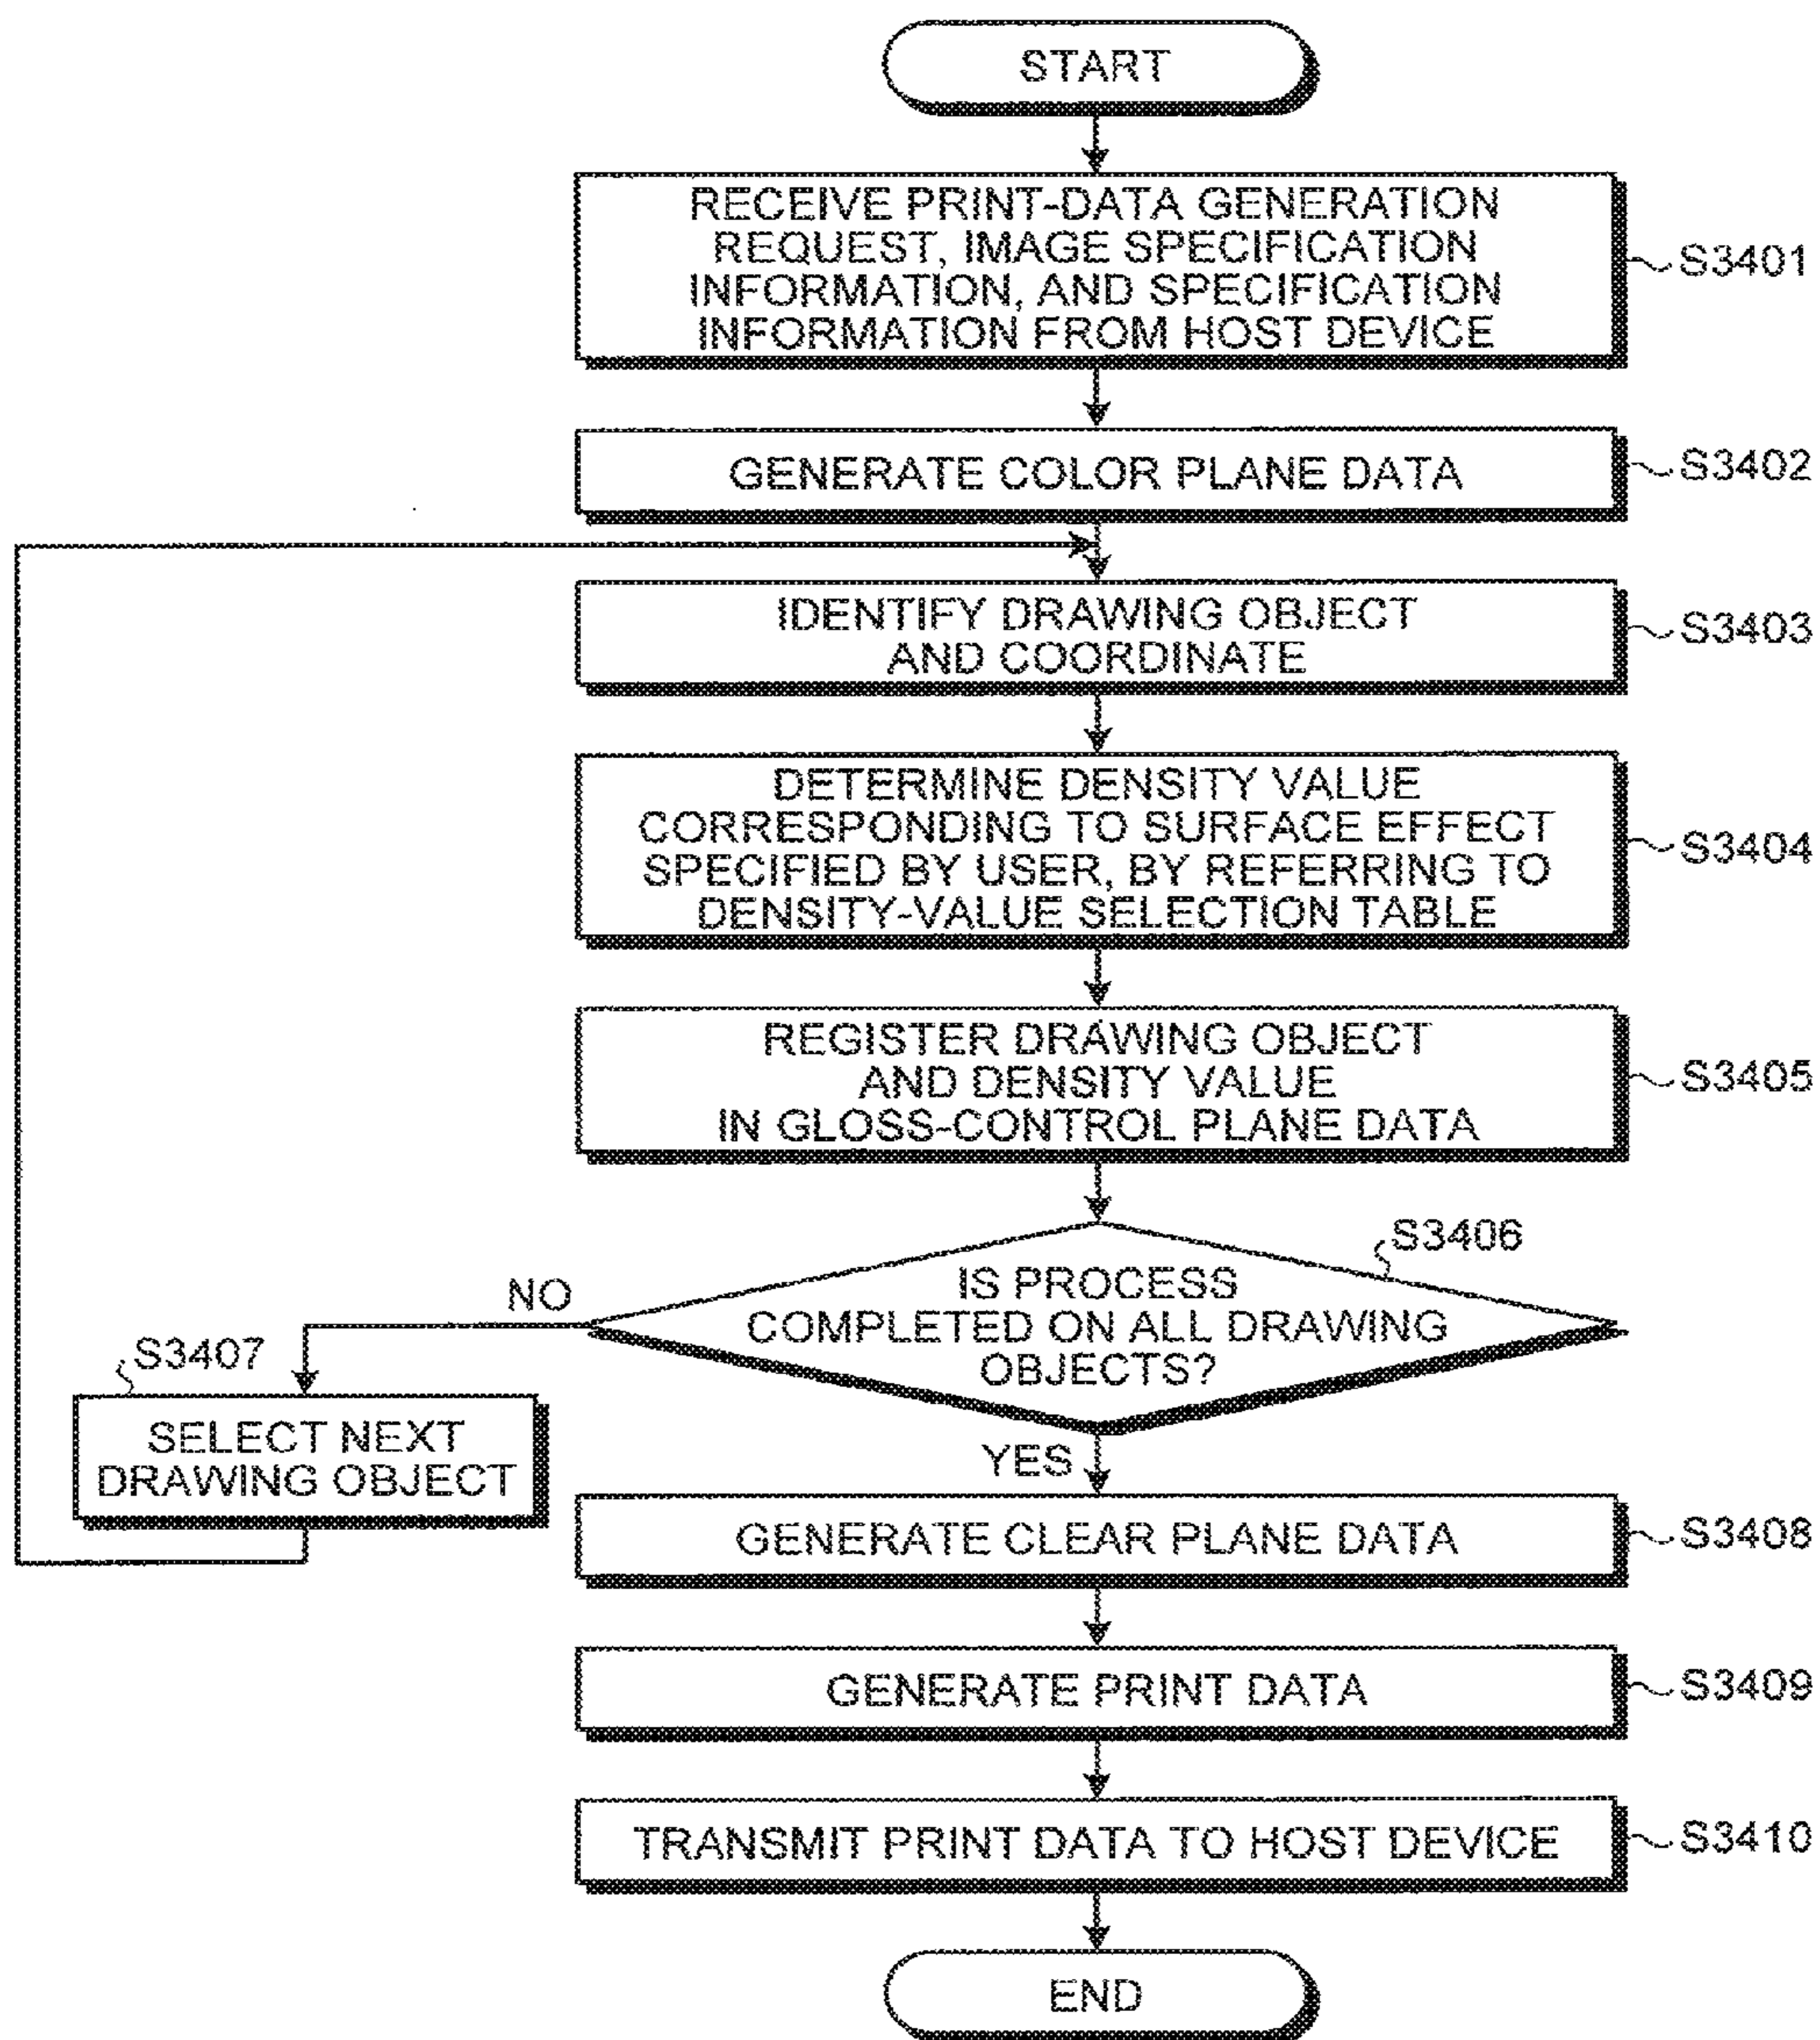 START
RECEIVE PRINT-DATA GENERATION
REQUEST, IMAGE SPECIFICATION
INFORMATION, AND SPECIFICATION
INFORMATION FROM HOST DEVICE
S3401
GENERATE COLOR PLANE DATA
S3402
IDENTIFY DRAWING OBJECT
AND COORDINATE
S3403
DETERMINE DENSITY VALUE
CORRESPONDING TO SURFACE EFFECT
SPECIFIED BY USER, BY REFERRING TO
DENSITY-VALUE SELECTION TABLE
S3404
REGISTER DRAWING OBJECT
AND DENSITY VALUE
IN GLOSS-CONTROL PLANE DATA
S3405
S3406
IS PROCESS
COMPLETED ON ALL DRAWING
OBJECTS?
NO
S3407
SELECT NEXT
DRAWING OBJECT
YES
GENERATE CLEAR PLANE DATA
S3408
GENERATE PRINT DATA
S3409
TRANSMIT PRINT DATA TO HOST DEVICE
S3410
END